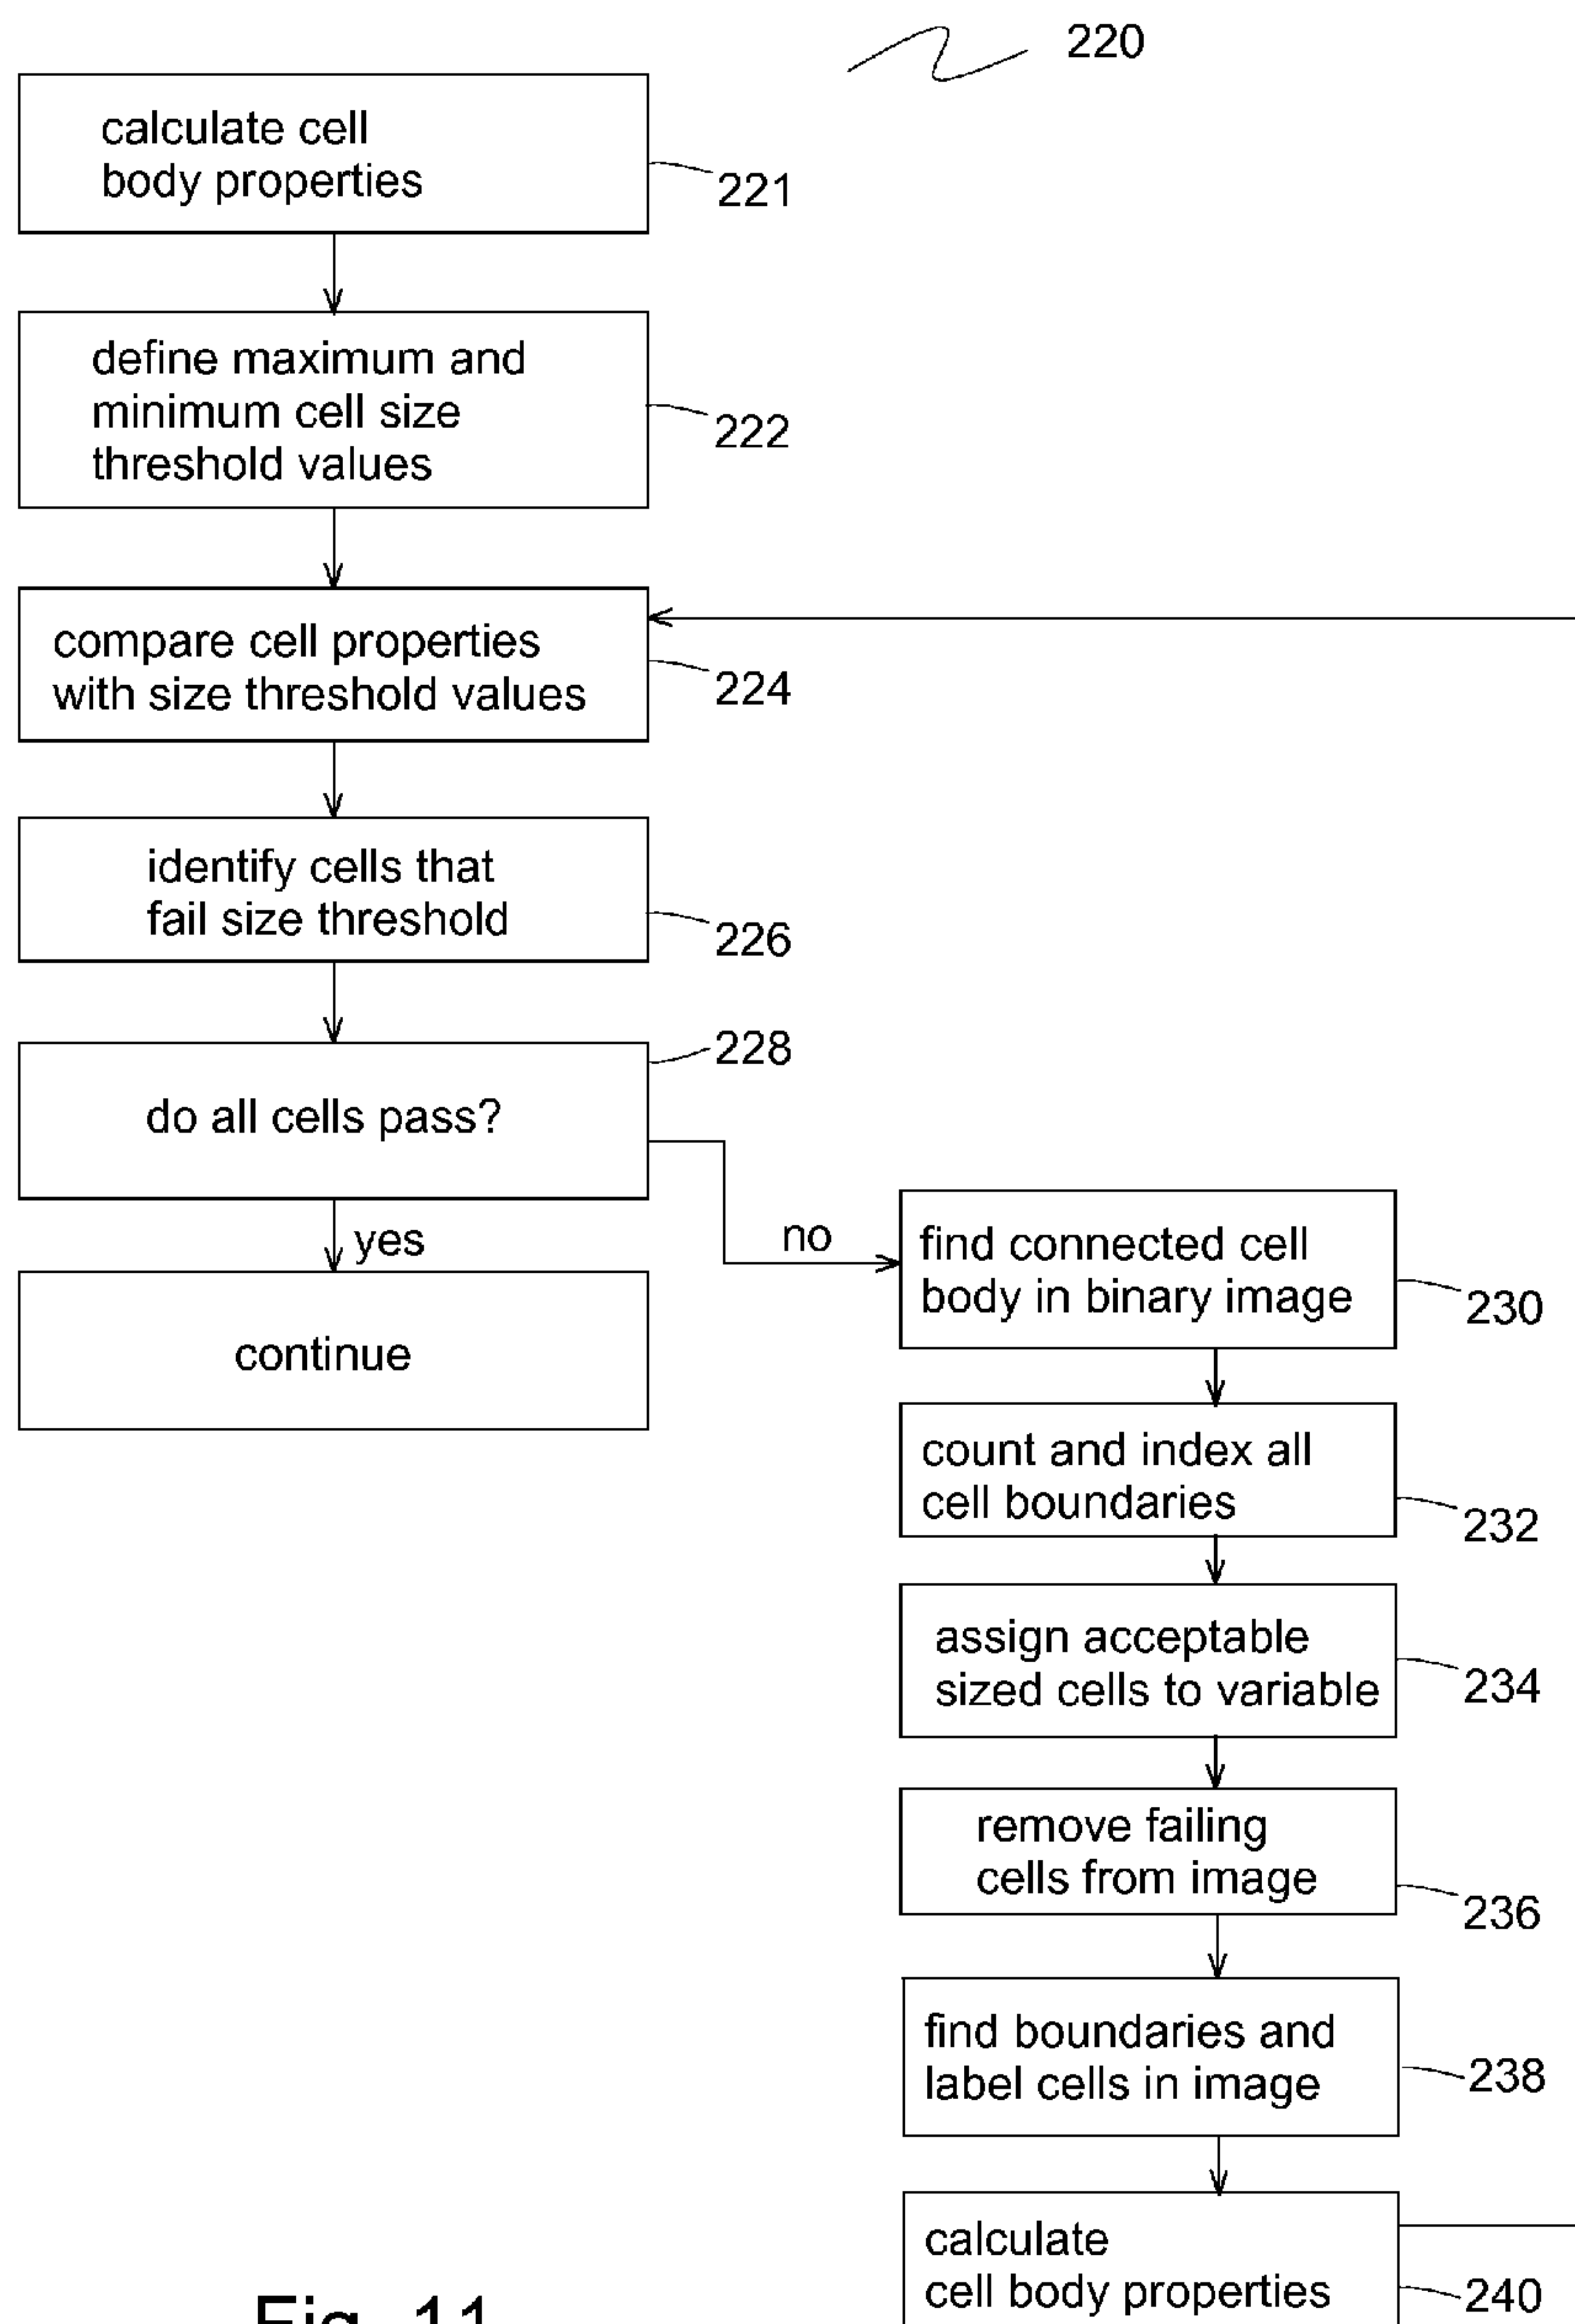 220
calculate cell
body properties
221
define maximum and
minimum cell size
threshold values
222
compare cell properties
with size threshold values
224
identify cells that
fail size threshold
226
228
do all cells pass?
yes
no
continue
find connected cell
body in binary image
230
count and index all
cell boundaries
232
assign acceptable
sized cells to variable
234
remove failing
cells from image
236
find boundaries and
label cells in image
238
calculate
cell body properties
240
Fig. 11